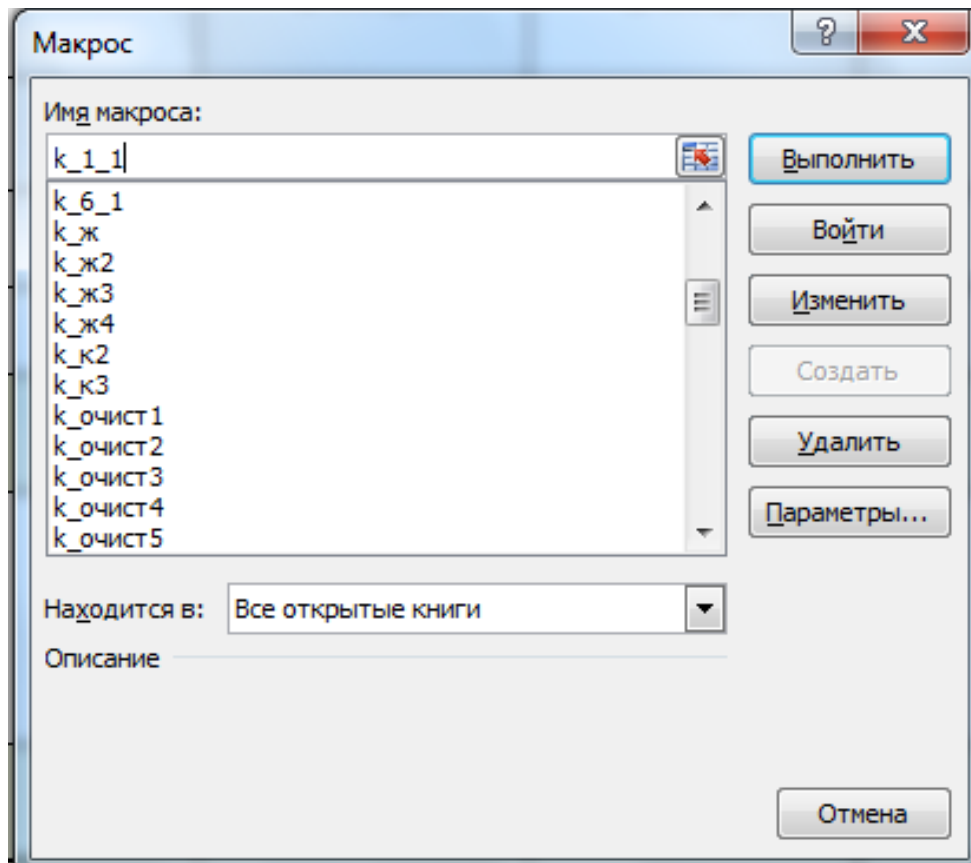 Макрос
?
Имя макроса:
k_1_1
k_6_1
k_ж
k_ж2
k_ж3
k_ж4
k_к2
k_к3
k_очист1
k_очист2
k_очист3
k_очист4
k_очист5
Выполнить
Войти
Изменить
Создать
Удалить
Параметры...
Находится в: Все открытые книги
Описание
Отмена